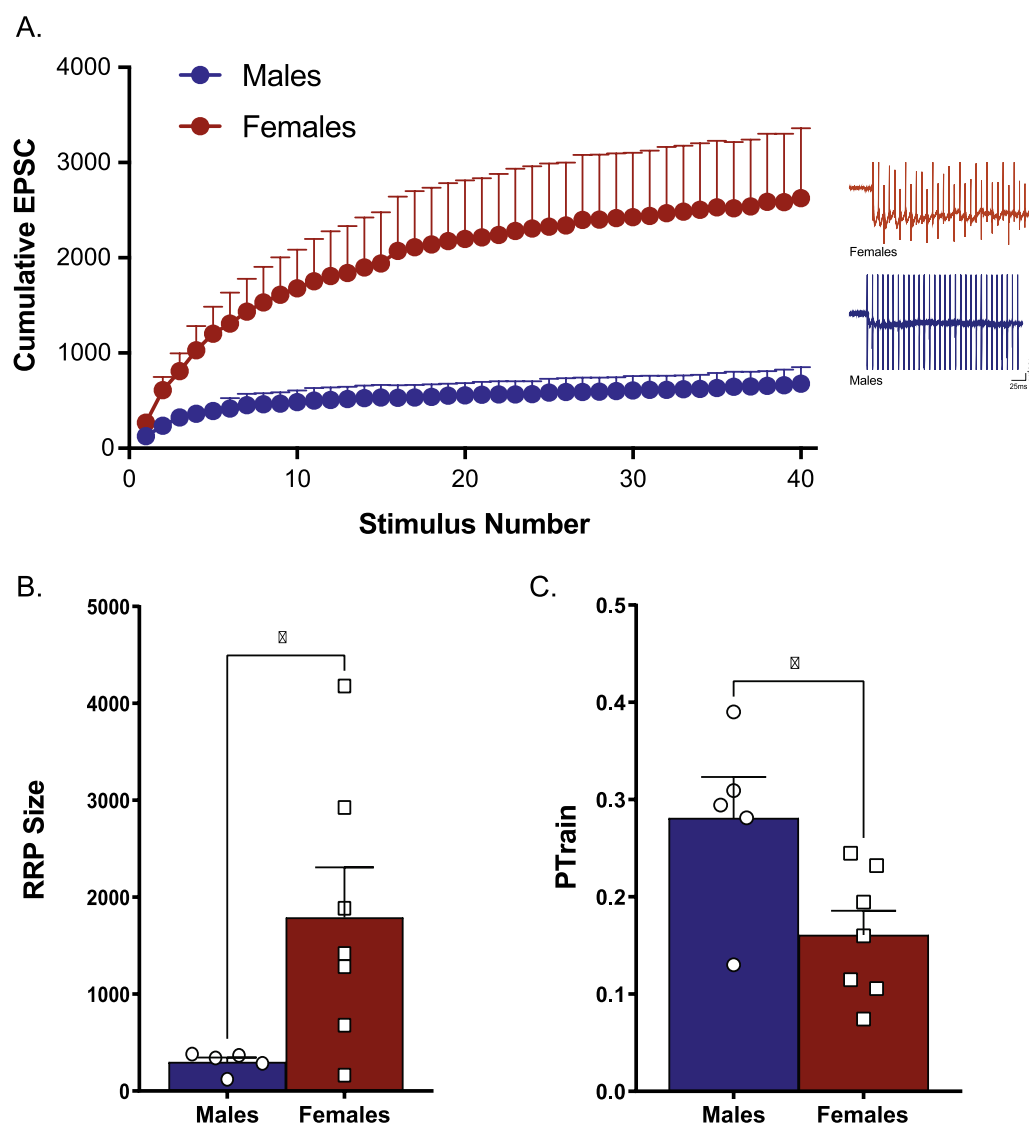 A.
Males
Females
Cumulative EPSC
4000
3000
2000
1000
0
0 10 20 30 40
Stimulus Number
Females
Males
25ms
B.
RRP Size
5000
4000
3000
2000
1000
0
Males Females
C.
PTrain
0.5
0.4
0.3
0.2
0.1
0.0
Males Females